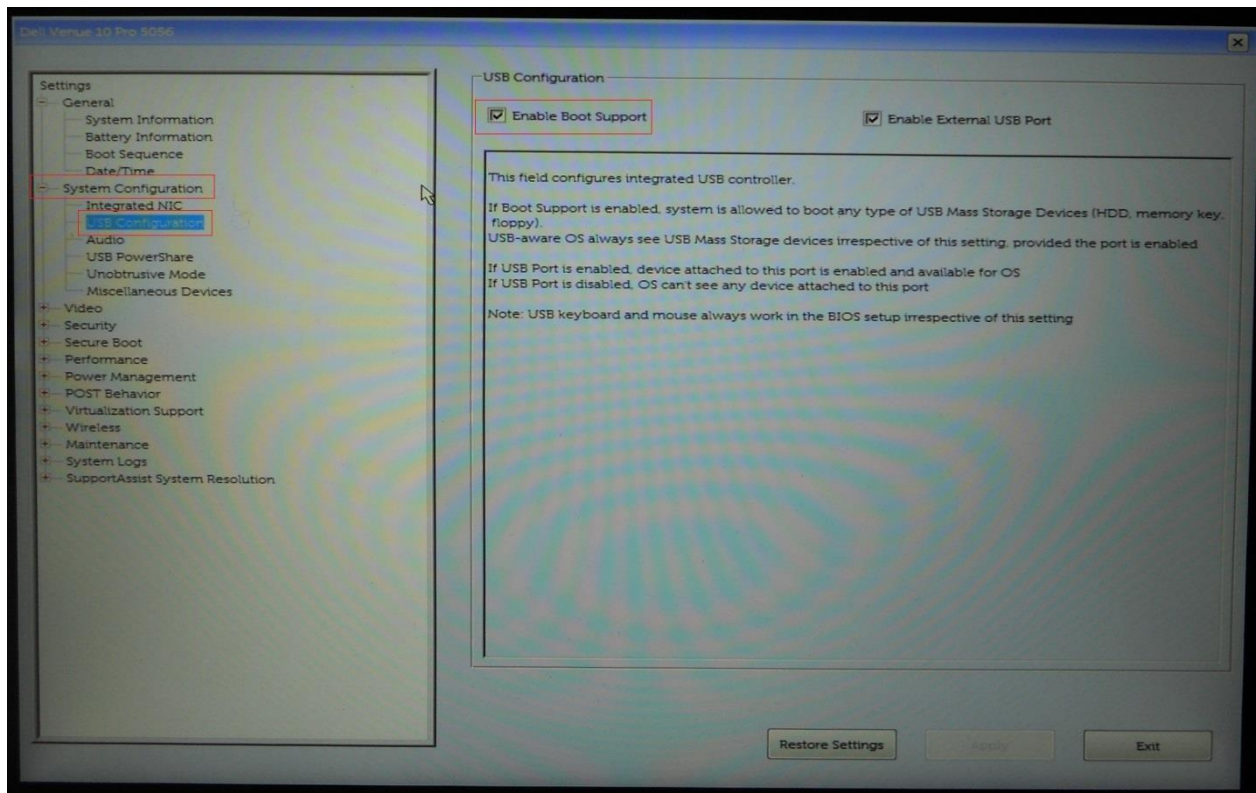 Dell Venue 10 Pro 5056
Settings
General
System Information
Battery Information
Boot Sequence
Date/Time
System Configuration
Integrated NIC
USB Configuration
Audio
USB PowerShare
Unobtrusive Mode
Miscellaneous Devices
Video
Security
Secure Boot
Performance
Power Management
POST Behavior
Virtualization Support
Wireless
Maintenance
System Logs
SupportAssist System Resolution
USB Configuration
Enable Boot Support
Enable External USB Port
This field configures integrated USB controller.
If Boot Support is enabled, system is allowed to boot any type of USB Mass Storage Devices (HDD, memory key,
floppy).
USB-aware OS always see USB Mass Storage devices irrespective of this setting, provided the port is enabled
If USB Port is enabled, device attached to this port is enabled and available for OS
If USB Port is disabled, OS can't see any device attached to this port
Note: USB keyboard and mouse always work in the BIOS setup irrespective of this setting
Restore Settings
Apply
Exit